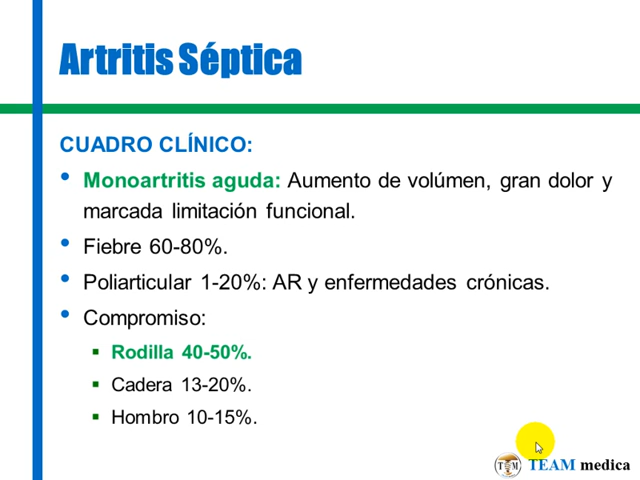 Artritis Séptica
CUADRO CLÍNICO:
• Monoartritis aguda: Aumento de volúmen, gran dolor y
marcada limitación funcional.
• Fiebre 60-80%.
• Poliarticular 1-20%: AR y enfermedades crónicas.
• Compromiso:
▪ Rodilla 40-50%.
▪ Cadera 13-20%.
▪ Hombro 10-15%.
TEAM medica